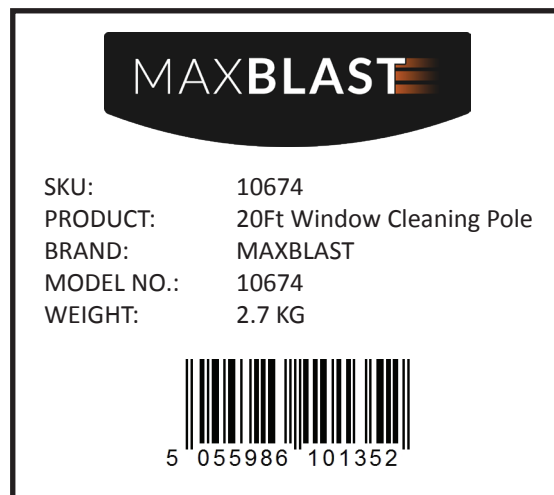 MAXBLAST
SKU: 10674
PRODUCT: 20Ft Window Cleaning Pole
BRAND: MAXBLAST
MODEL NO.: 10674
WEIGHT: 2.7 KG
5 055986 101352